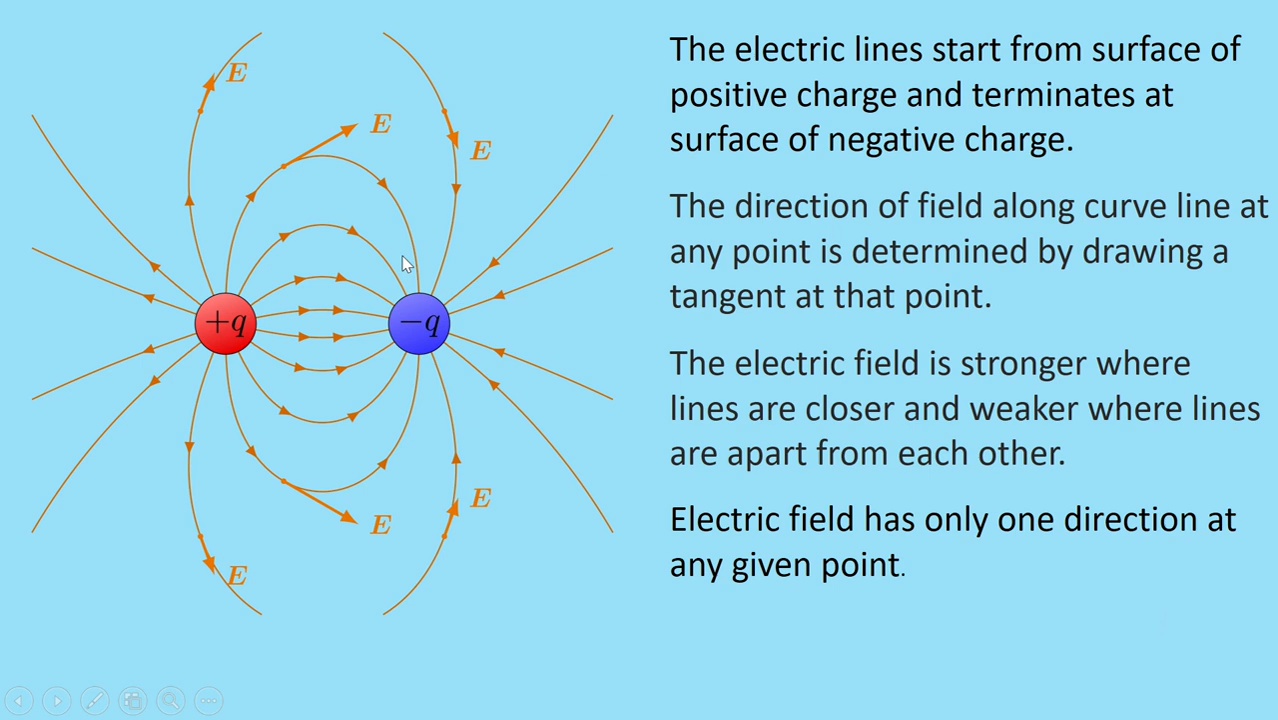 E
E
E
E
+q
−q
E
E
E
E
The electric lines start from surface of
positive charge and terminates at
surface of negative charge.
The direction of field along curve line at
any point is determined by drawing a
tangent at that point.
The electric field is stronger where
lines are closer and weaker where lines
are apart from each other.
Electric field has only one direction at
any given point.